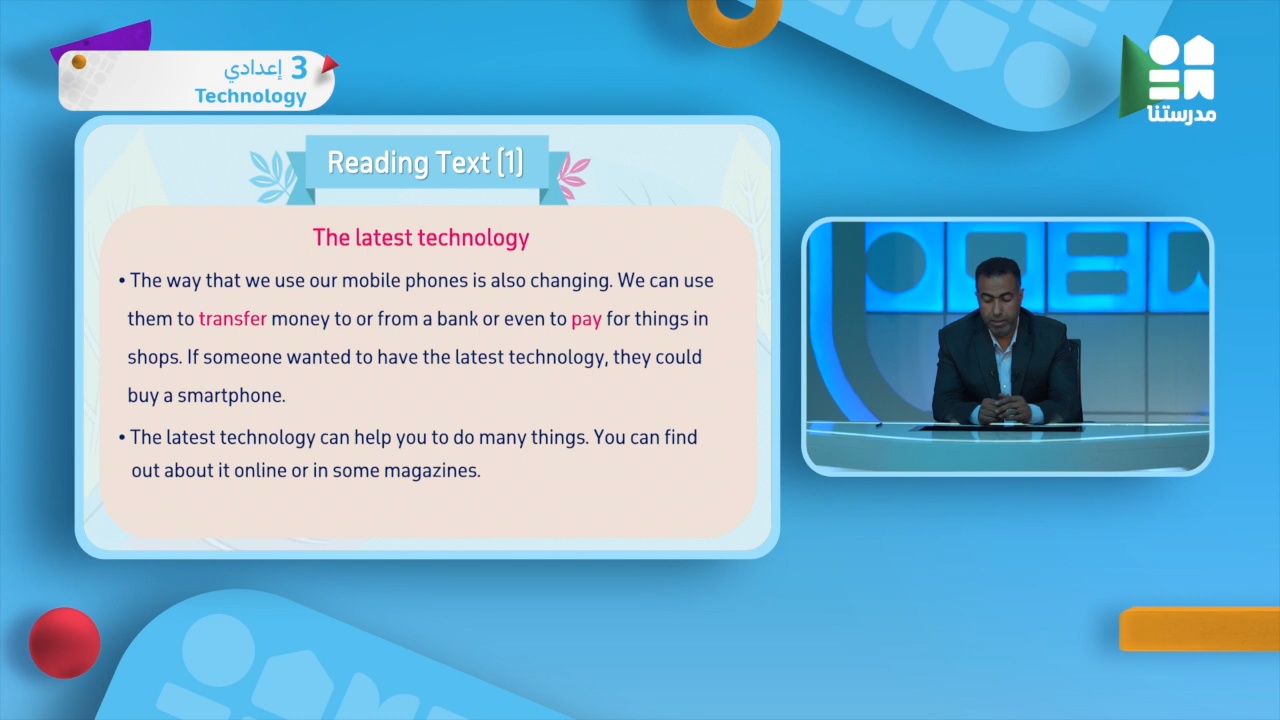 3 إعدادي
Technology
مدرستنا
Reading Text (1)
The latest technology
• The way that we use our mobile phones is also changing. We can use
them to transfer money to or from a bank or even to pay for things in
shops. If someone wanted to have the latest technology, they could
buy a smartphone.
• The latest technology can help you to do many things. You can find
out about it online or in some magazines.